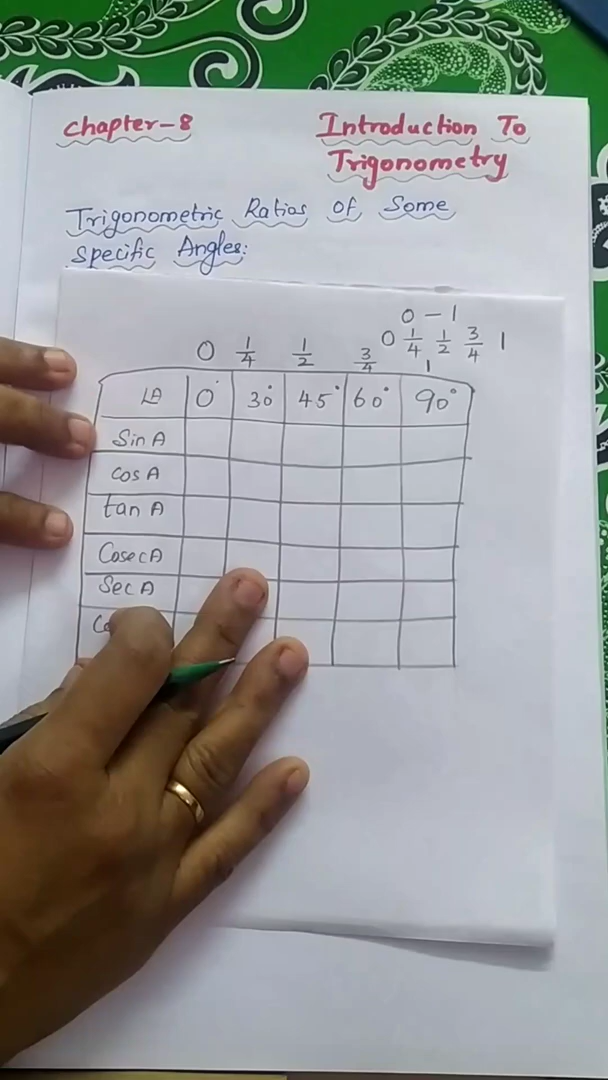 Chapter-8
Introduction To
Trigonometry
Trigonometric Ratios of Some
Specific Angles:
0 - 1
0 1/4 1/2 3/4 1
0 1/4 1/2 3/4 1
∠A 0° 30° 45° 60° 90°
Sin A
Cos A
tan A
Cosec A
Sec A